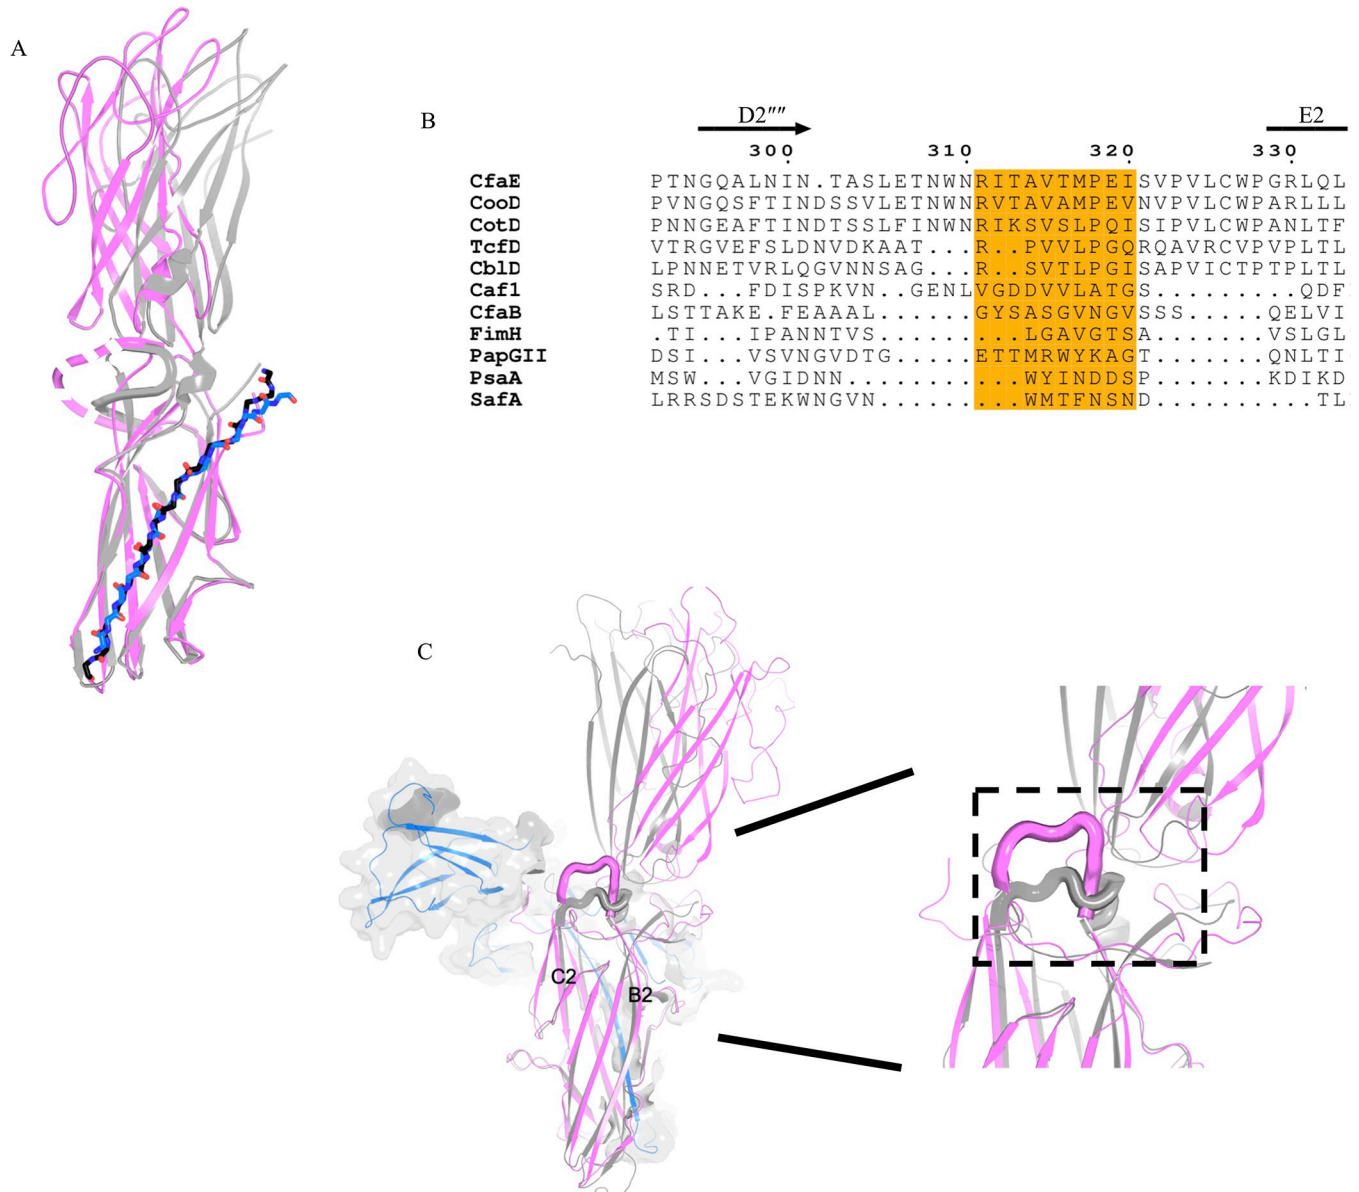 A
B
D2"" E2
300 310 320 330
CfaE PTNGQALNIN.TASLETNWNRITAVTMPEISVPVLCWPGRLQL
CooD PVNGQSFTINDSSVLETNWNRVTAVAMPEVNVPVLCWPARLLL
CotD PNNGEAFTINDTSSLFINWNRIKSVSLPQISIPVLCWPANLTF
TcfD VTRGVEFSLDNVDKAAT...R..PVVLPGQRQAVRCVPVPLTL
CblD LPNNETVRLQGVNNSAG...R..SVTLPGISAPVICTPTPLTL
Caf1 SRD...FDISPKVN..GENLVGDDVVLATGS.........QDF
CfaB LSTTAKE.FEAAAL......GYSASGVNGVSSS.....QELVI
FimH .TI...IPANNTVS.........LGAVGTSA.......VSLGL
PapGII DSI...VSVNGVDTG.....ETTMRWYKAGT.......QNLTI
PsaA MSW...VGIDNN...........WYINDDSP.......KDIKD
SafA LRRSDSTEKWNGVN.........WMTFNSND..........TL
C
C2
B2